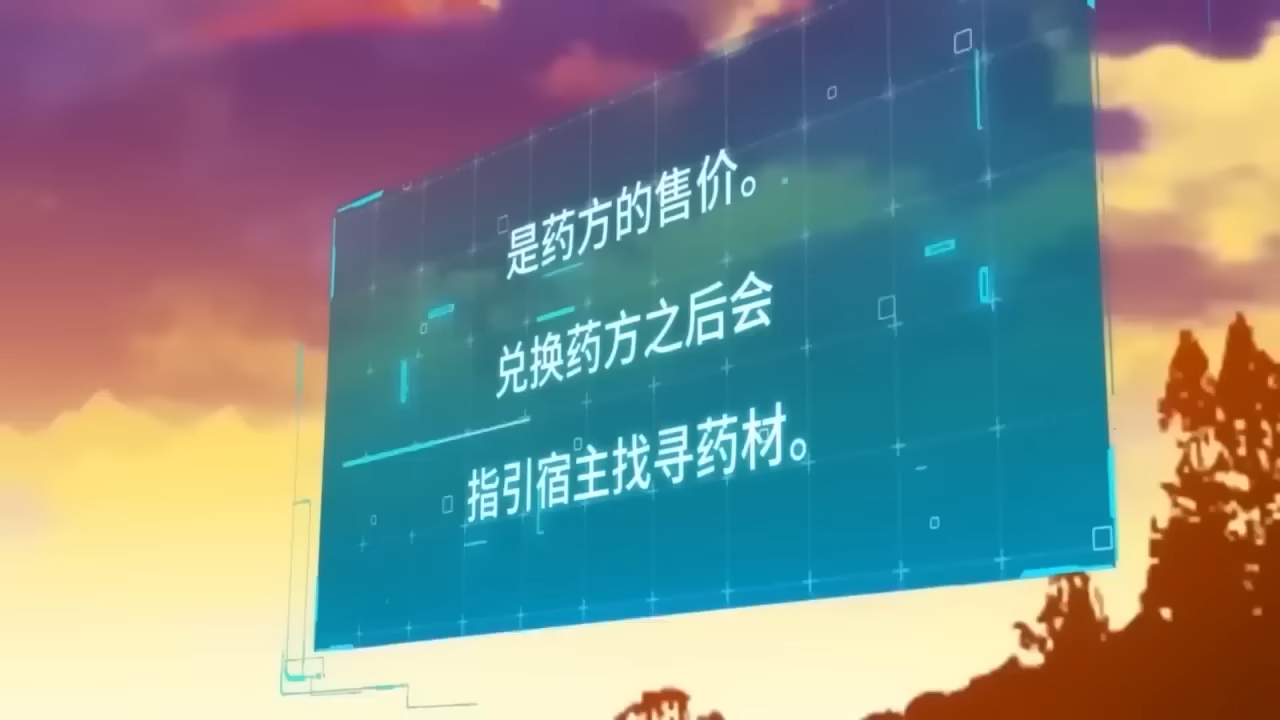 是药方的售价。
兑换药方之后会
指引宿主找寻药材。